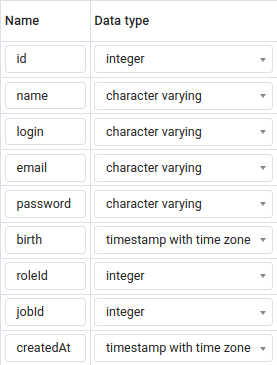 Name Data type
id integer
name character varying
login character varying
email character varying
password character varying
birth timestamp with time zone
roleId integer
jobId integer
createdAt timestamp with time zone